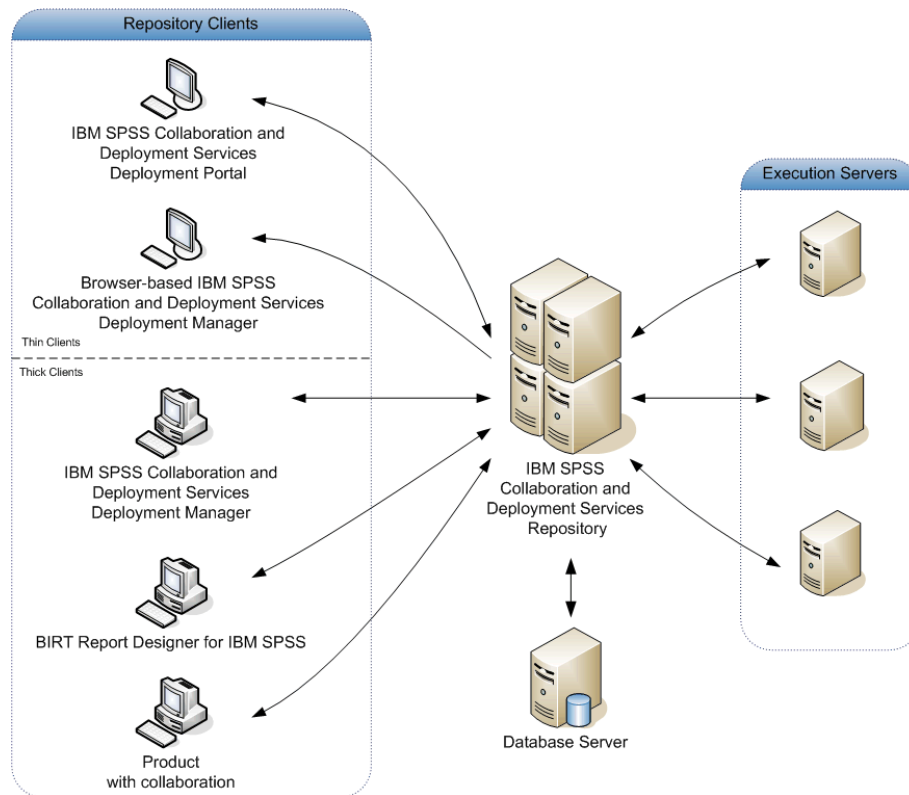 Repository Clients
IBM SPSS Collaboration and
Deployment Services
Deployment Portal
Browser-based IBM SPSS
Collaboration and Deployment Services
Deployment Manager
Thin Clients
Thick Clients
IBM SPSS Collaboration and
Deployment Services
Deployment Manager
BIRT Report Designer for IBM SPSS
Product
with collaboration
IBM SPSS
Collaboration and
Deployment Services
Repository
Database Server
Execution Servers